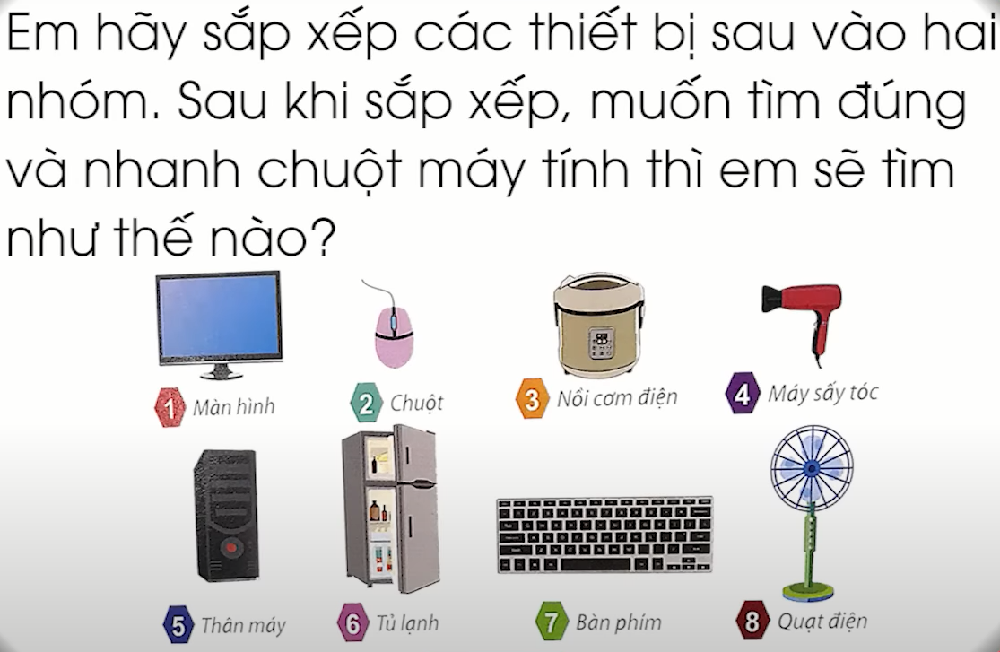 Em hãy sắp xếp các thiết bị sau vào hai
nhóm. Sau khi sắp xếp, muốn tìm đúng
và nhanh chuột máy tính thì em sẽ tìm
như thế nào?
1 Màn hình
2 Chuột
3 Nồi cơm điện
4 Máy sấy tóc
5 Thân máy
6 Tủ lạnh
7 Bàn phím
8 Quạt điện